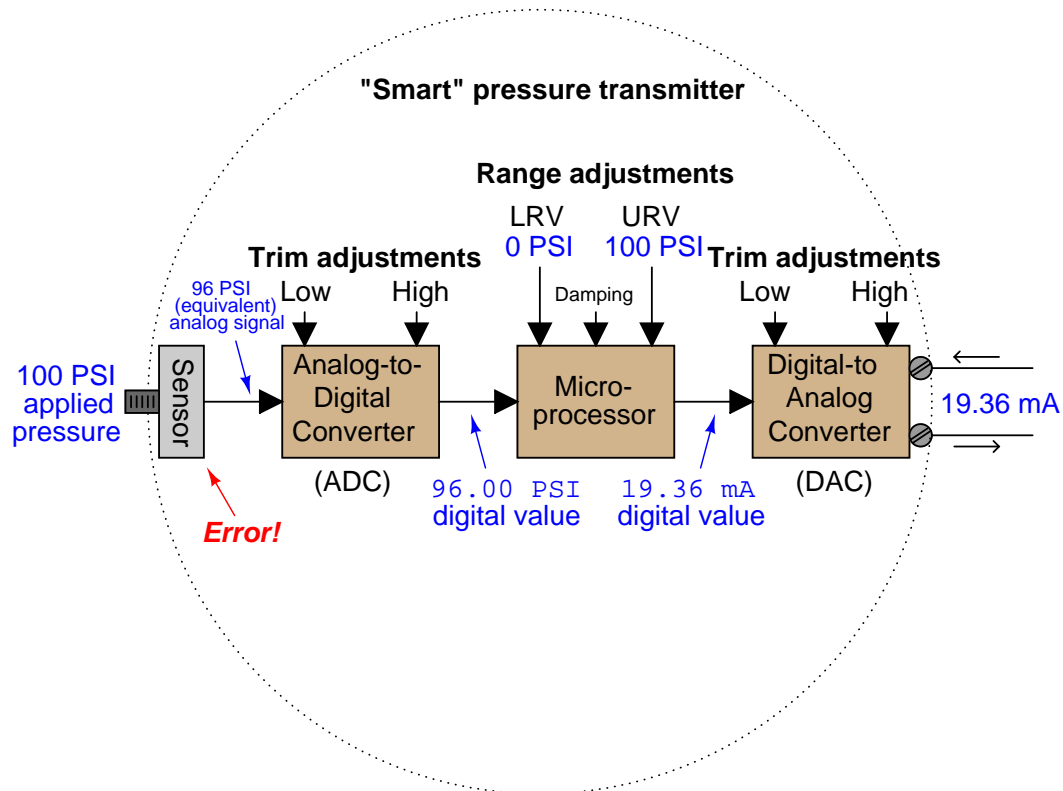 "Smart" pressure transmitter
Range adjustments
LRV
0 PSI
URV
100 PSI
Trim adjustments
Low
High
Damping
Trim adjustments
Low
High
96 PSI
(equivalent)
analog signal
100 PSI
applied
pressure
Sensor
Analog-to-
Digital
Converter
(ADC)
Micro-
processor
Digital-to
Analog
Converter
(DAC)
19.36 mA
Error!
96.00 PSI
digital value
19.36 mA
digital value